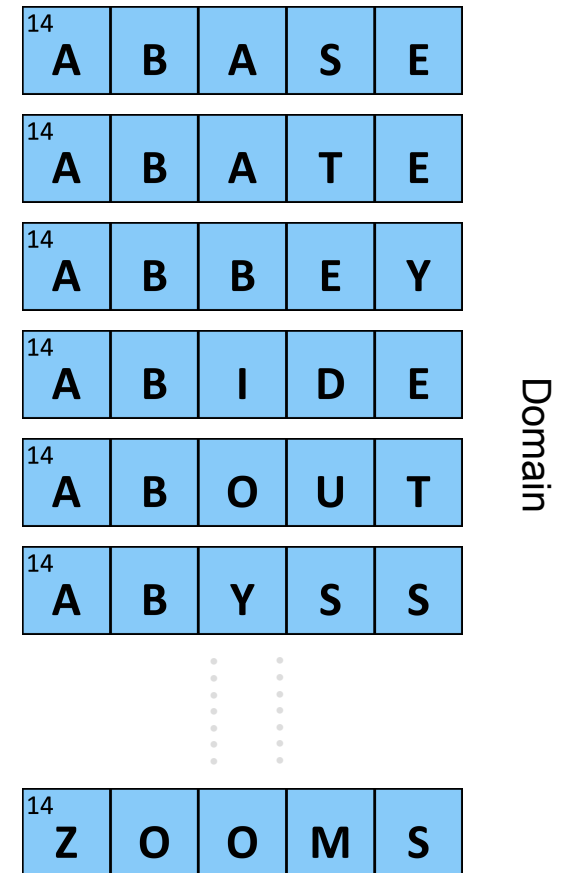 14
A B A S E
14
A B A T E
14
A B B E Y
14
A B I D E
Domain
14
A B O U T
14
A B Y S S
14
Z O O M S